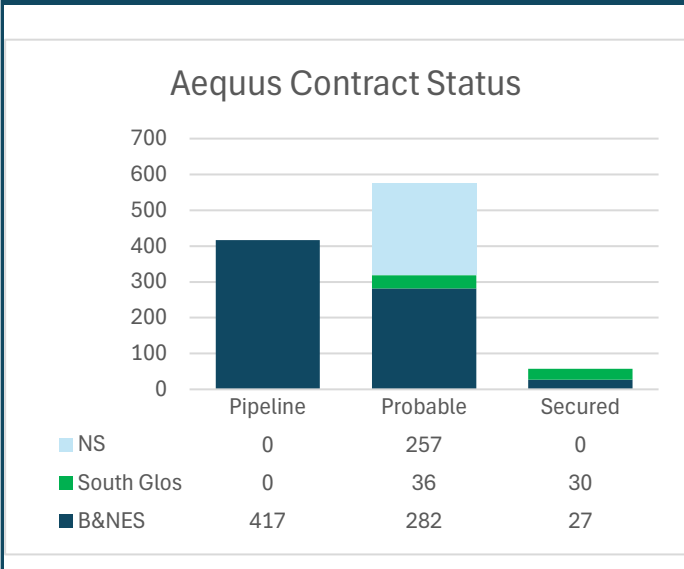 Aequus Contract Status
700
600
500
400
300
200
100
0
Pipeline Probable Secured
NS 0 257 0
South Glos 0 36 30
B&NES 417 282 27